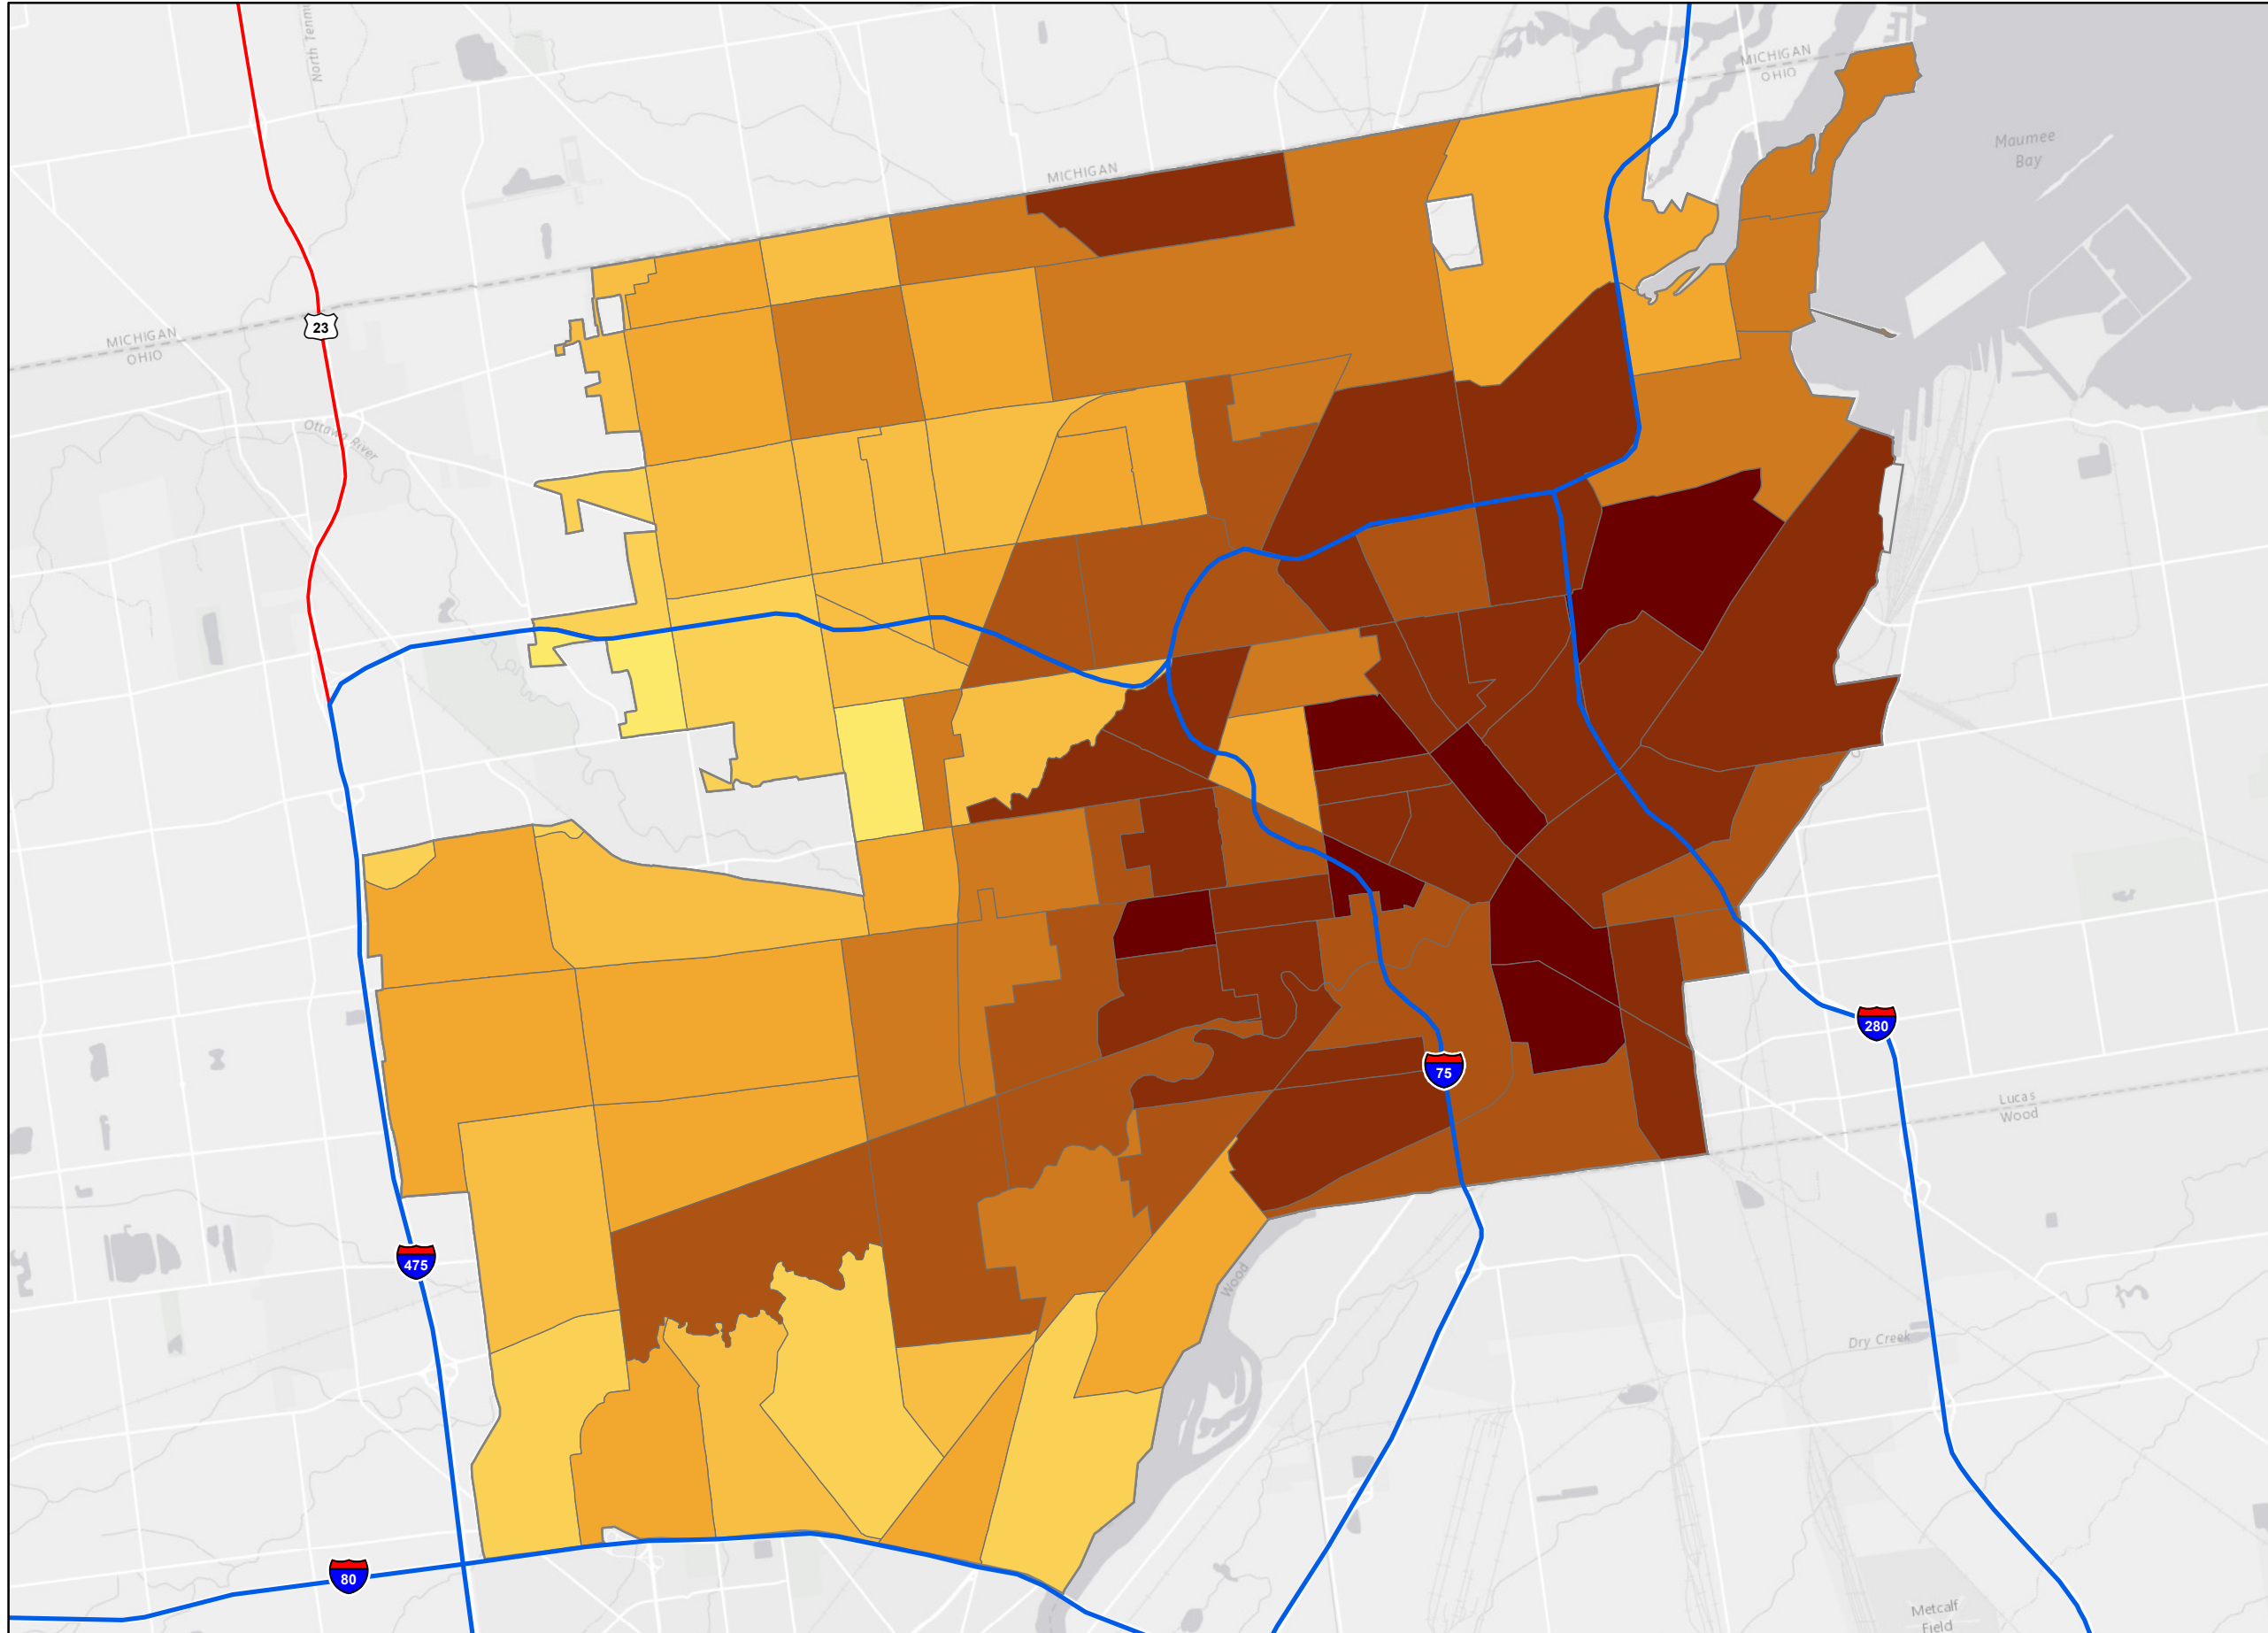 North Tenmi
MICHIGAN
OHIO
Maumee
Bay
MICHIGAN
23
MICHIGAN
OHIO
Ottawa River
280
75
Lucas
Wood
475
Wood
Dry Creek
80
Metcalf
Field